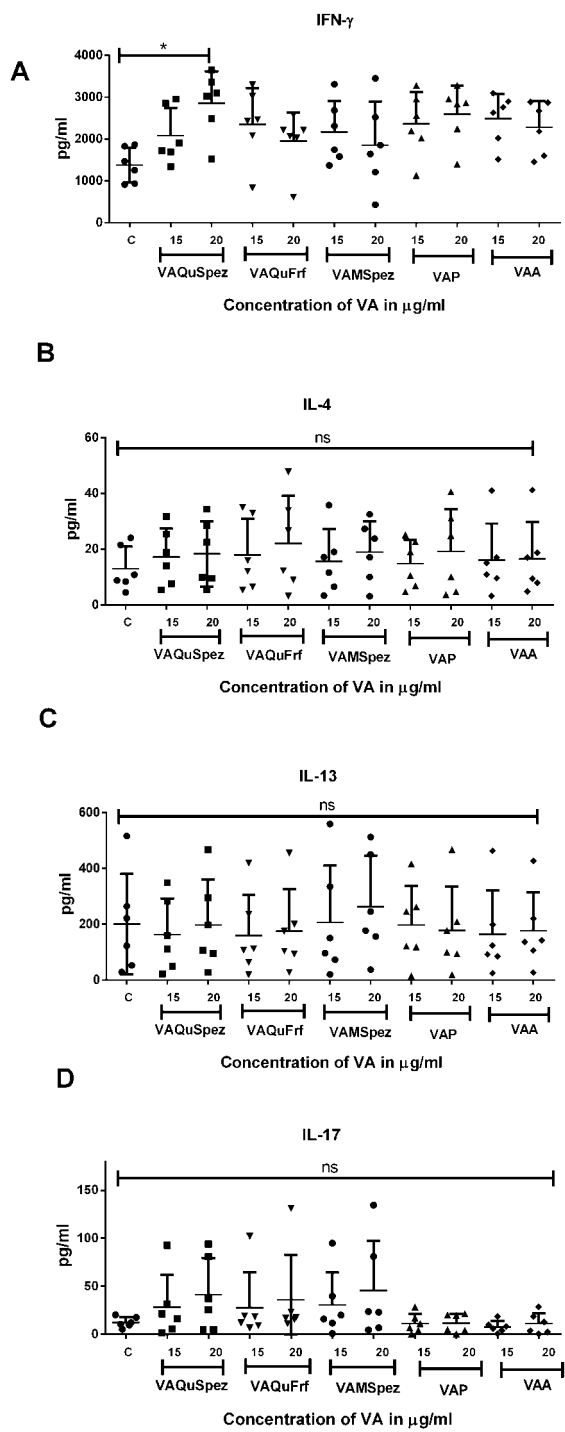 A
IFN-γ
*
pg/ml
4000
3000
2000
1000
0
C 15 20 15 20 15 20 15 20 15 20
VAQuSpez VAQuFrf VAMSpez VAP VAA
Concentration of VA in µg/ml
B
IL-4
ns
pg/ml
60
40
20
0
C 15 20 15 20 15 20 15 20 15 20
VAQuSpez VAQuFrf VAMSpez VAP VAA
Concentration of VA in µg/ml
C
IL-13
ns
pg/ml
600
400
200
0
C 15 20 15 20 15 20 15 20 15 20
VAQuSpez VAQuFrf VAMSpez VAP VAA
Concentration of VA in µg/ml
D
IL-17
ns
pg/ml
150
100
50
0
C 15 20 15 20 15 20 15 20 15 20
VAQuSpez VAQuFrf VAMSpez VAP VAA
Concentration of VA in µg/ml